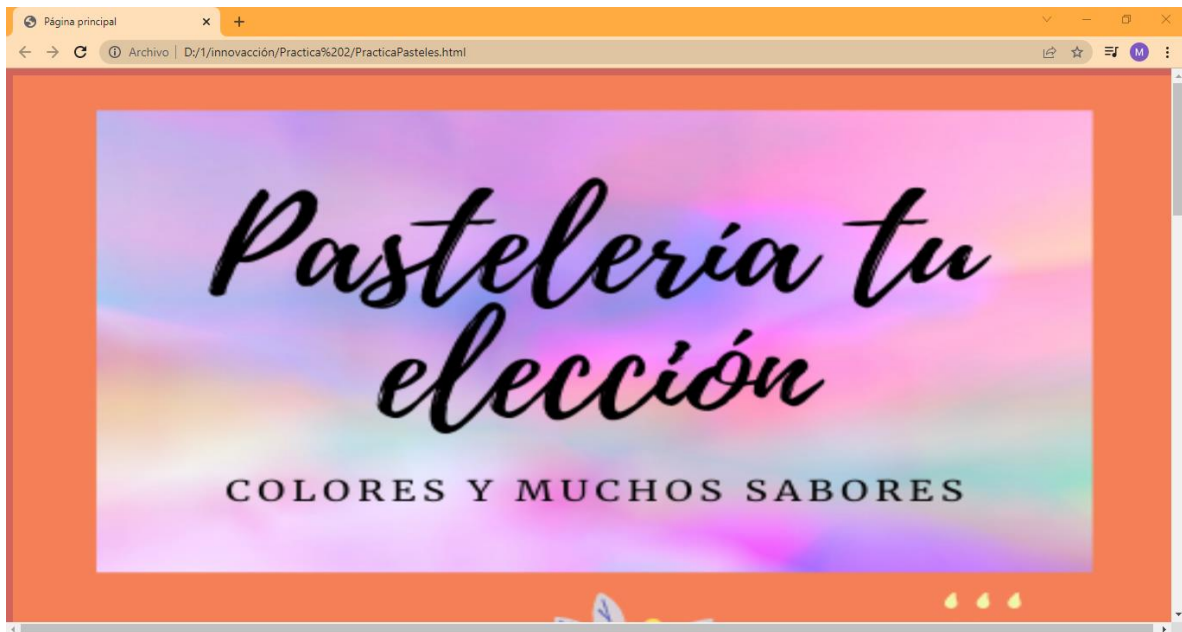 Página principal
Archivo | D:/1/innovacción/Practica%202/PracticaPasteles.html
M
Pastelería tu
elección
COLORES Y MUCHOS SABORES